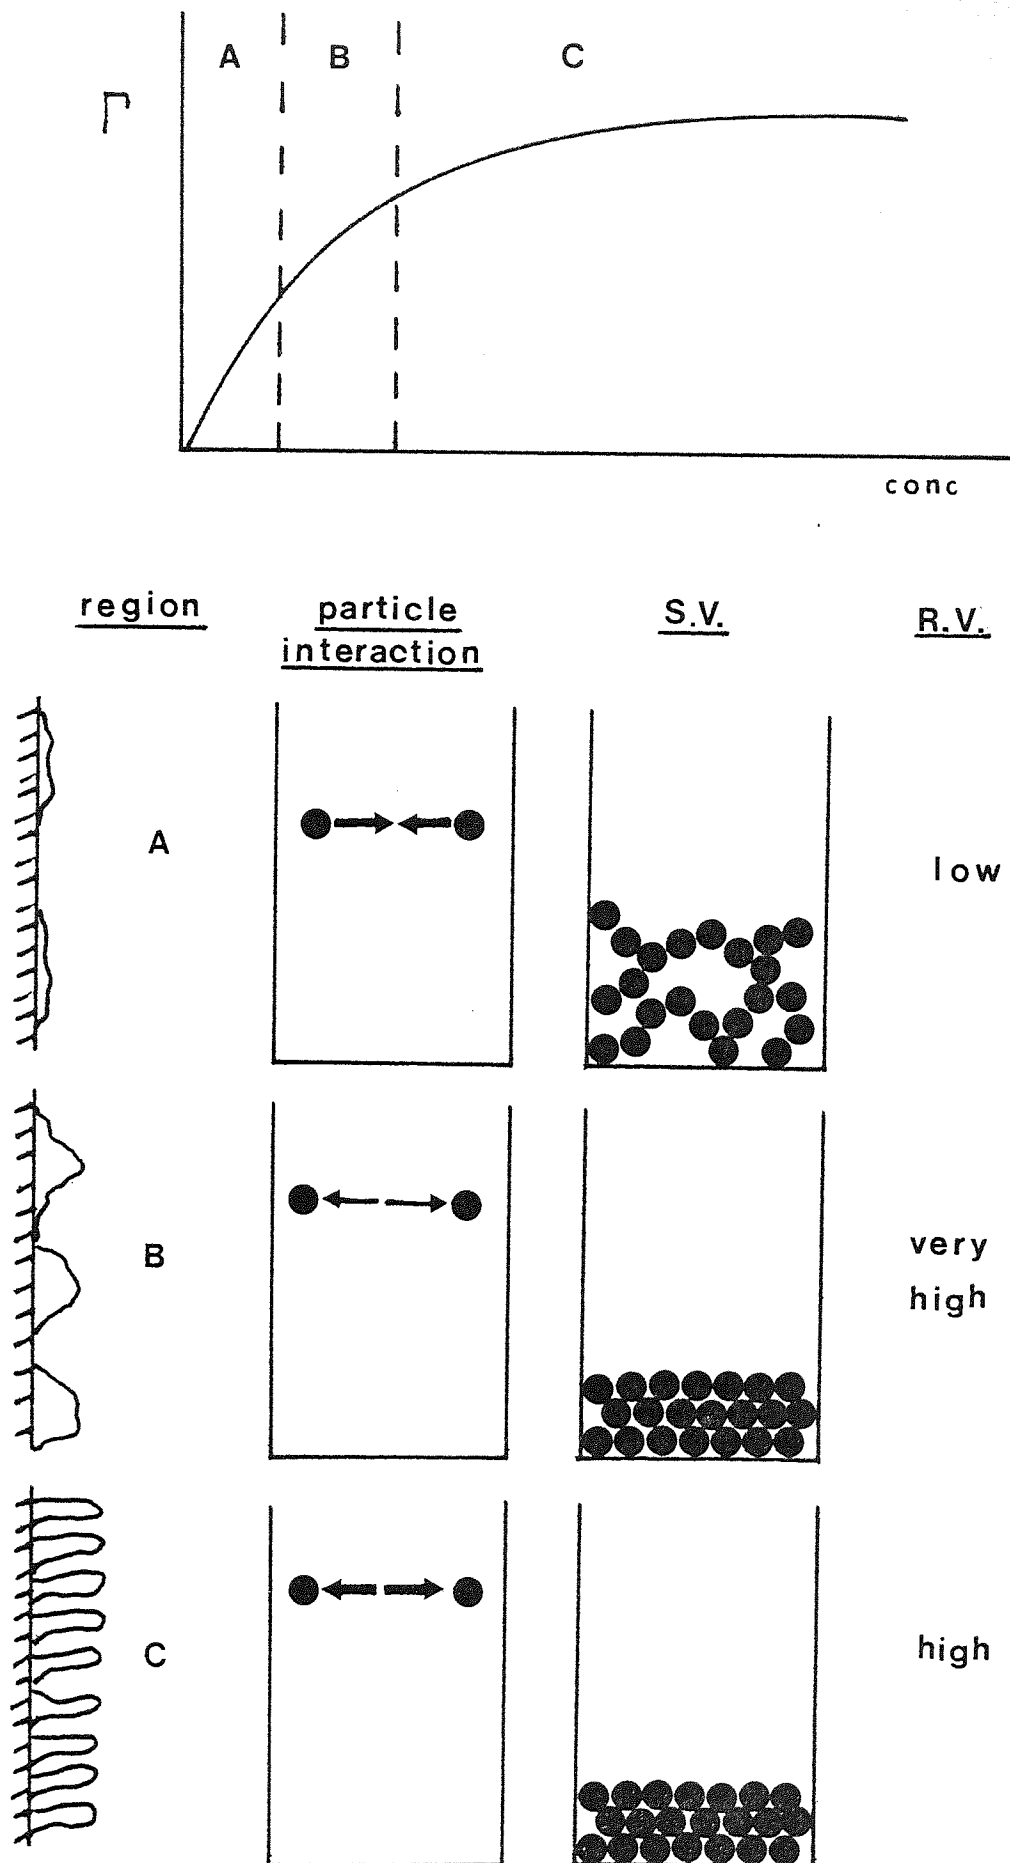 A B C
Γ
conc
region particle interaction S.V. R.V.
A low
B very high
C high